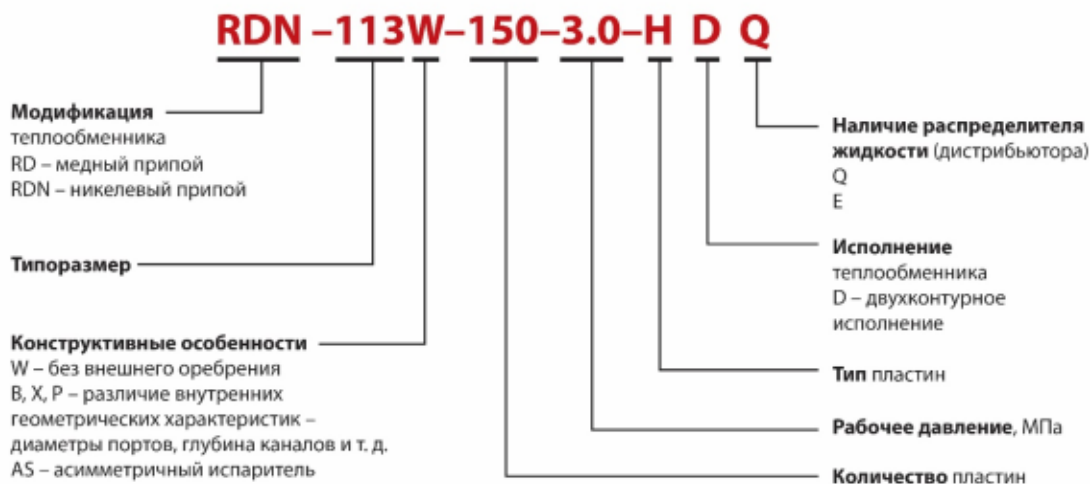 RDN –113W–150–3.0–H D Q
Модификация
теплообменника
RD – медный припой
RDN – никелевый припой
Типоразмер
Конструктивные особенности
W – без внешнего оребрения
B, X, P – различие внутренних
геометрических характеристик –
диаметры портов, глубина каналов и т. д.
AS – асимметричный испаритель
Наличие распределителя
жидкости (дистрибьютора)
Q
E
Исполнение
теплообменника
D – двухконтурное
исполнение
Тип пластин
Рабочее давление, МПа
Количество пластин